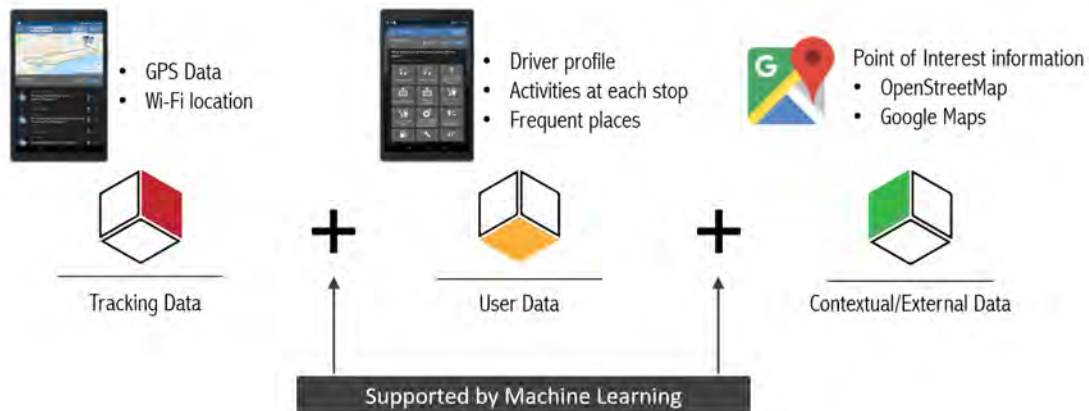 • GPS Data
• Wi-Fi location
• Driver profile
• Activities at each stop
• Frequent places
G
Point of Interest information
• OpenStreetMap
• Google Maps
Tracking Data
User Data
Contextual/External Data
Supported by Machine Learning